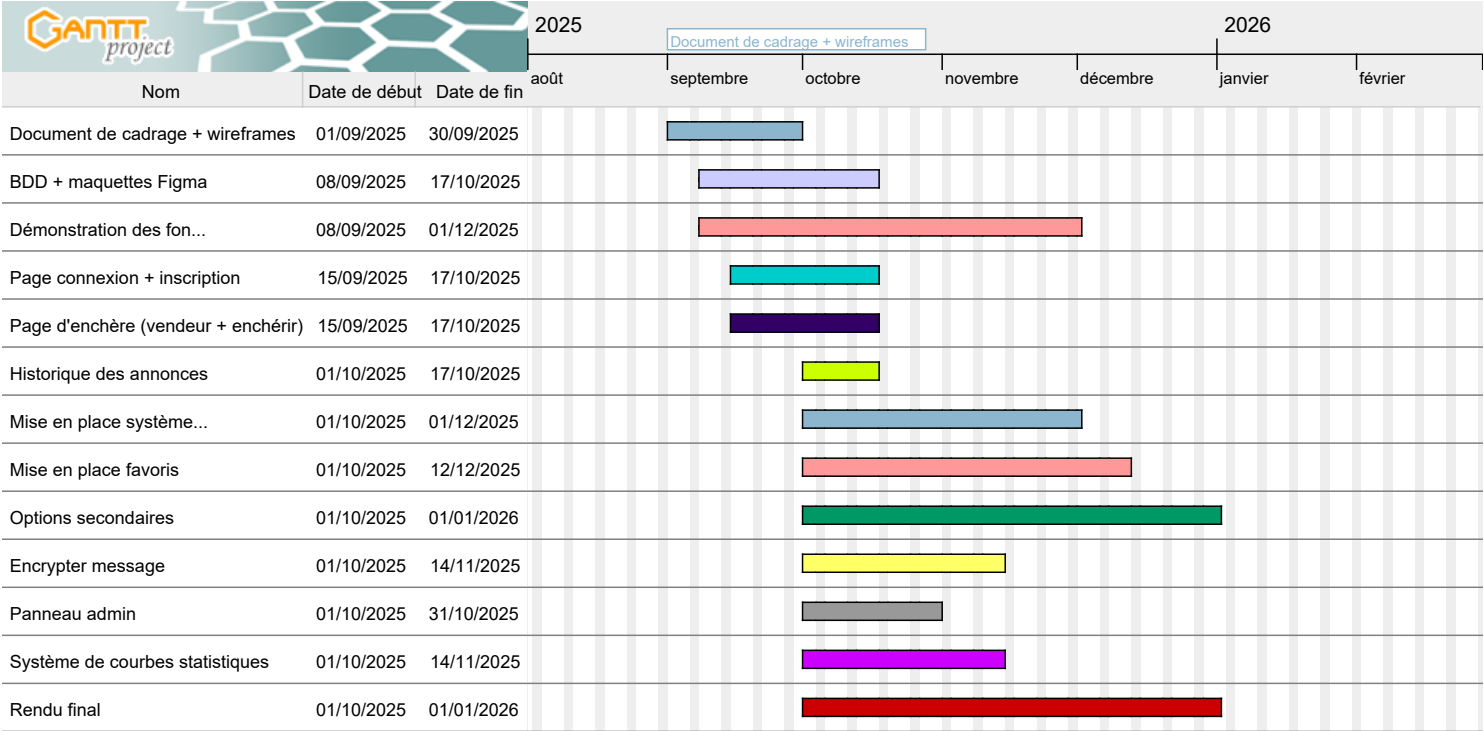 GANTT
project
2025
2026
Document de cadrage + wireframes
août septembre octobre novembre décembre janvier février
Nom Date de début Date de fin
Document de cadrage + wireframes 01/09/2025 30/09/2025
BDD + maquettes Figma 08/09/2025 17/10/2025
Démonstration des fon... 08/09/2025 01/12/2025
Page connexion + inscription 15/09/2025 17/10/2025
Page d'enchère (vendeur + enchérir) 15/09/2025 17/10/2025
Historique des annonces 01/10/2025 17/10/2025
Mise en place système... 01/10/2025 01/12/2025
Mise en place favoris 01/10/2025 12/12/2025
Options secondaires 01/10/2025 01/01/2026
Encrypter message 01/10/2025 14/11/2025
Panneau admin 01/10/2025 31/10/2025
Système de courbes statistiques 01/10/2025 14/11/2025
Rendu final 01/10/2025 01/01/2026